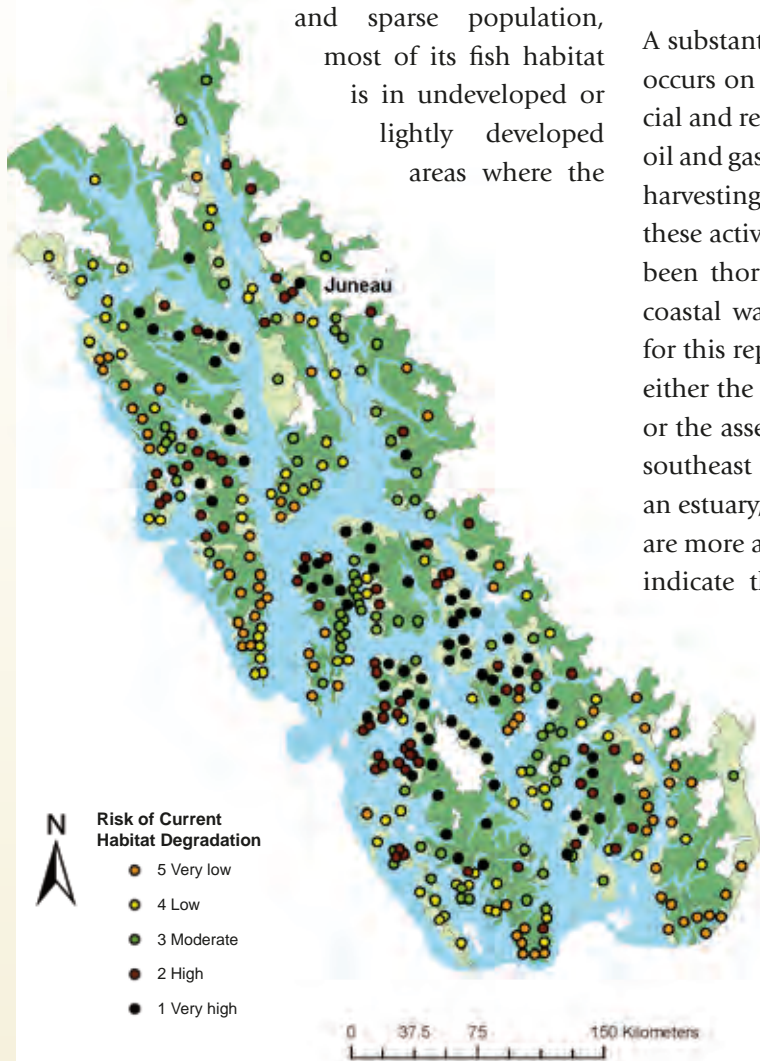 and sparse population,
most of its fish habitat
is in undeveloped or
lightly developed
areas where the
A substant
occurs on
cial and re
oil and gas
harvesting
these activ
been thor
coastal wa
for this rep
either the
or the asse
southeast
an estuary,
are more a
indicate th
Juneau
N
Risk of Current
Habitat Degradation
5 Very low
4 Low
3 Moderate
2 High
1 Very high
0 37.5 75 150 Kilometers